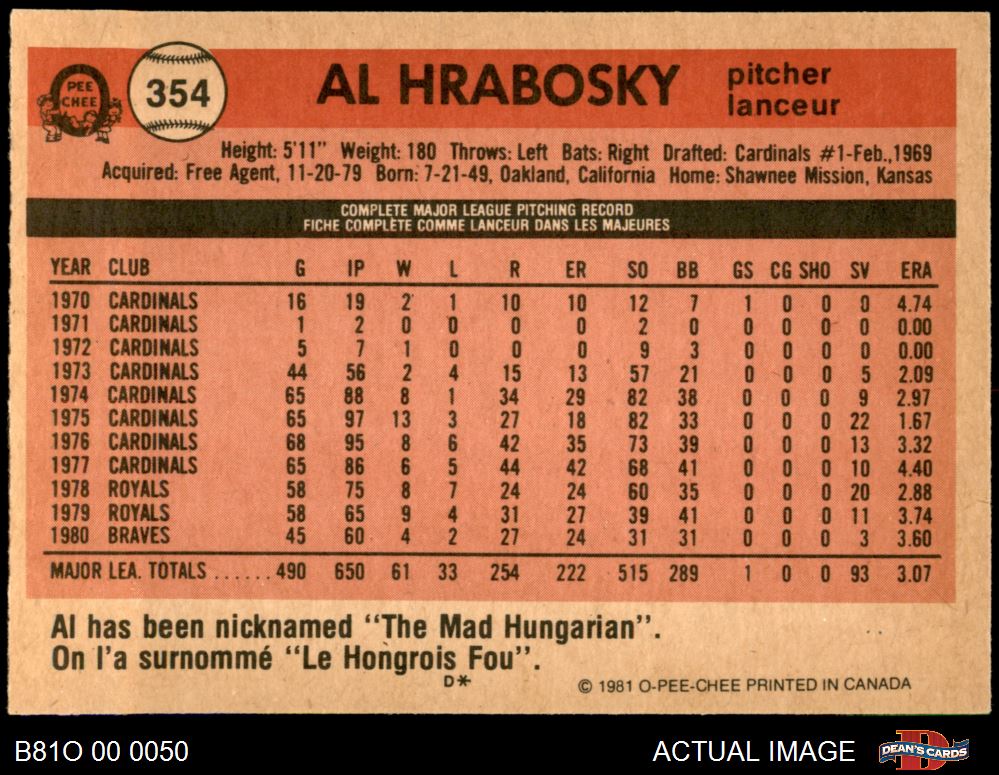 PEE
CHEE
354
AL HRABOSKY
pitcher
lanceur
Height: 5'11" Weight: 180 Throws: Left Bats: Right Drafted: Cardinals #1-Feb.,1969
Acquired: Free Agent, 11-20-79 Born: 7-21-49, Oakland, California Home: Shawnee Mission, Kansas
COMPLETE MAJOR LEAGUE PITCHING RECORD
FICHE COMPLÈTE COMME LANCEUR DANS LES MAJEURES
YEAR CLUB G IP W L R ER SO BB GS CG SHO SV ERA
1970 CARDINALS 16 19 2 1 10 10 12 7 1 0 0 0 4.74
1971 CARDINALS 1 2 0 0 0 0 2 0 0 0 0 0 0.00
1972 CARDINALS 5 7 1 0 0 0 9 3 0 0 0 0 0.00
1973 CARDINALS 44 56 2 4 15 13 57 21 0 0 0 5 2.09
1974 CARDINALS 65 88 8 1 34 29 82 38 0 0 0 9 2.97
1975 CARDINALS 65 97 13 3 27 18 82 33 0 0 0 22 1.67
1976 CARDINALS 68 95 8 6 42 35 73 39 0 0 0 13 3.32
1977 CARDINALS 65 86 6 5 44 42 68 41 0 0 0 10 4.40
1978 ROYALS 58 75 8 7 24 24 60 35 0 0 0 20 2.88
1979 ROYALS 58 65 9 4 31 27 39 41 0 0 0 11 3.74
1980 BRAVES 45 60 4 2 27 24 31 31 0 0 0 3 3.60
MAJOR LEA. TOTALS ...... 490 650 61 33 254 222 515 289 1 0 0 93 3.07
Al has been nicknamed "The Mad Hungarian".
On l'a surnommé "Le Hongrois Fou".
D*
© 1981 O-PEE-CHEE PRINTED IN CANADA
B81O 00 0050
ACTUAL IMAGE
DEAN'S CARDS